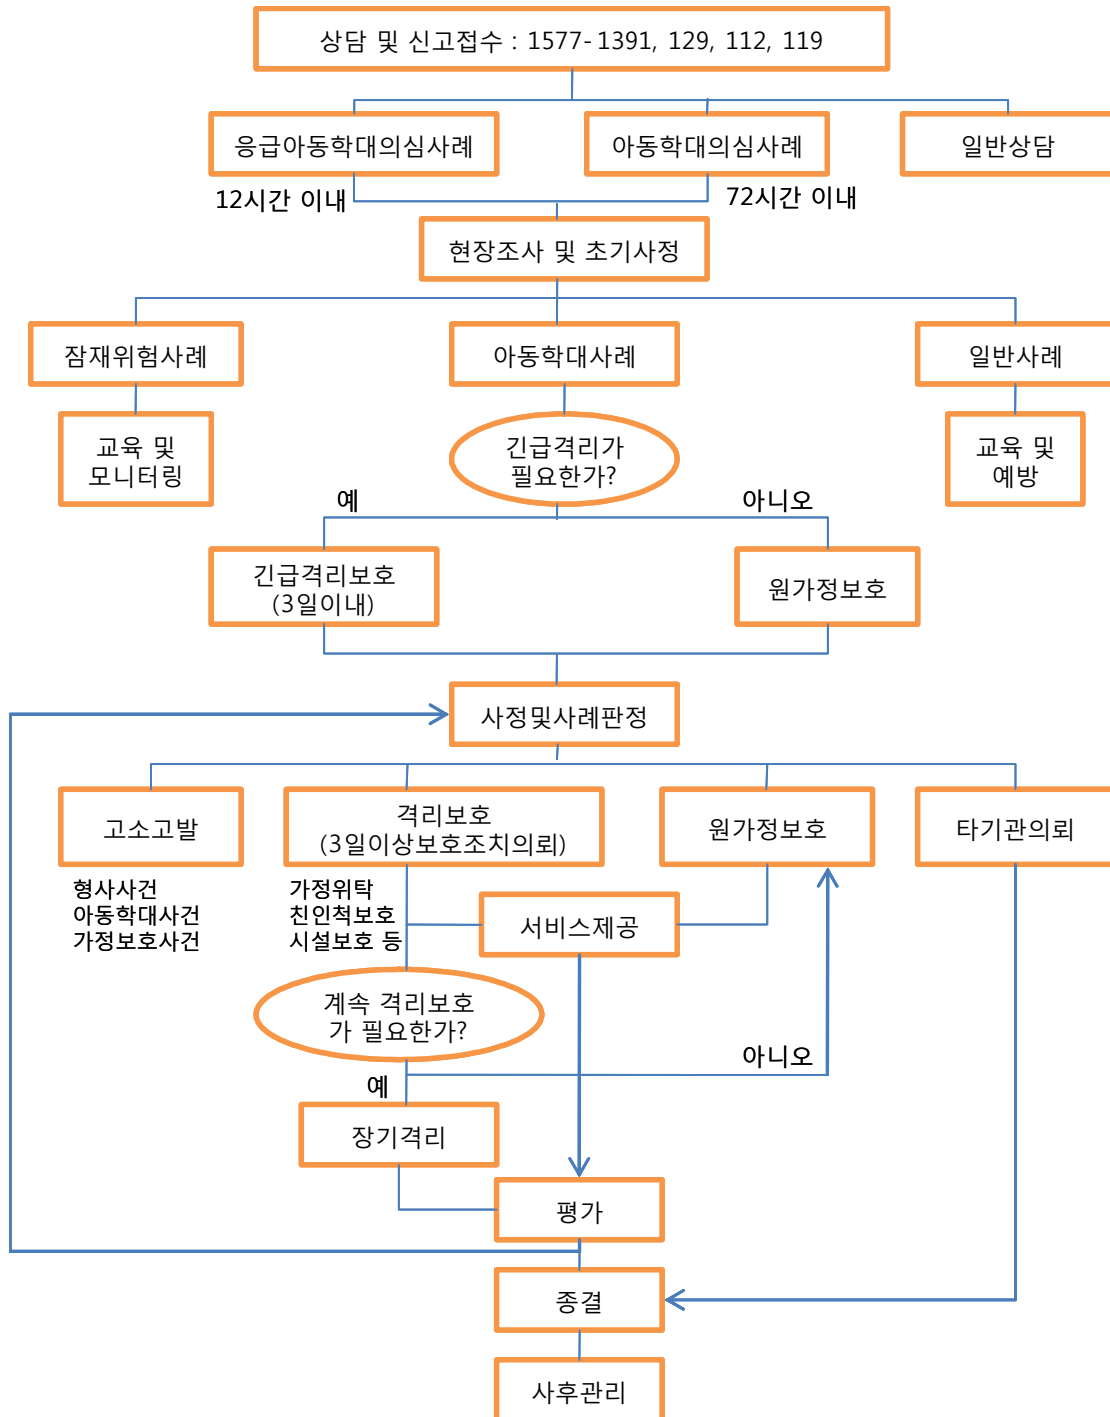 상담 및 신고접수 : 1577-1391, 129, 112, 119
응급아동학대의심사례
아동학대의심사례
일반상담
12시간 이내
72시간 이내
현장조사 및 초기사정
잠재위험사례
아동학대사례
일반사례
교육 및
모니터링
긴급격리가
필요한가?
교육 및
예방
예
아니오
긴급격리보호
(3일이내)
원가정보호
사정및사례판정
고소고발
격리보호
(3일이상보호조치의뢰)
원가정보호
타기관의뢰
형사사건
아동학대사건
가정보호사건
가정위탁
친인척보호
시설보호 등
서비스제공
계속 격리보호
가 필요한가?
아니오
예
장기격리
평가
종결
사후관리